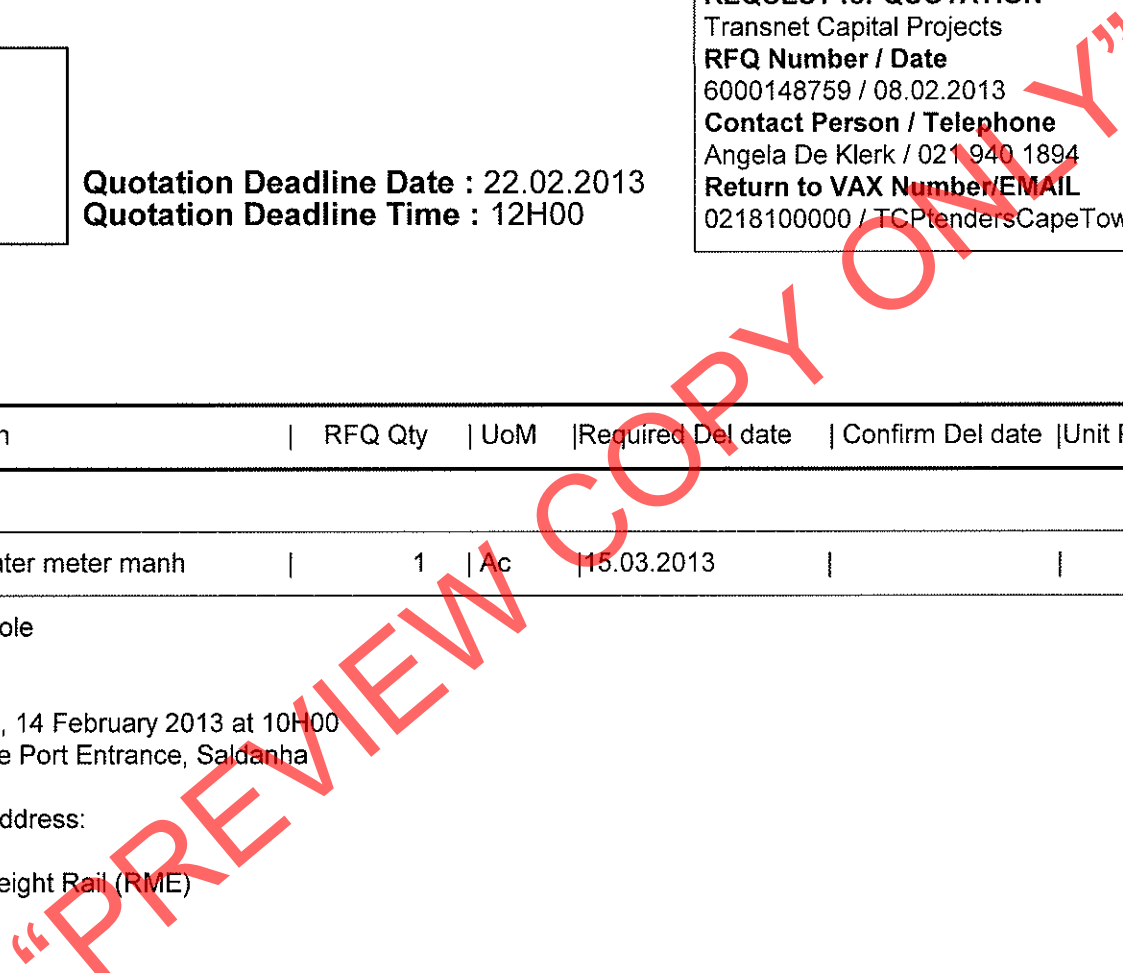 REQUEST for QUOTATION
Transnet Capital Projects
RFQ Number / Date
6000148759 / 08.02.2013
Contact Person / Telephone
Angela De Klerk / 021 940 1894
Return to VAX Number/EMAIL
0218100000 / TCPtendersCapeTow
Quotation Deadline Date : 22.02.2013
Quotation Deadline Time : 12H00
n | RFQ Qty | UoM |Required Del date | Confirm Del date |Unit P
ater meter manh | 1 | Ac |15.03.2013 | |
ole
, 14 February 2013 at 10H00
e Port Entrance, Saldanha
ddress:
eight Rail (RME)
“PREVIEW COPY ONLY”